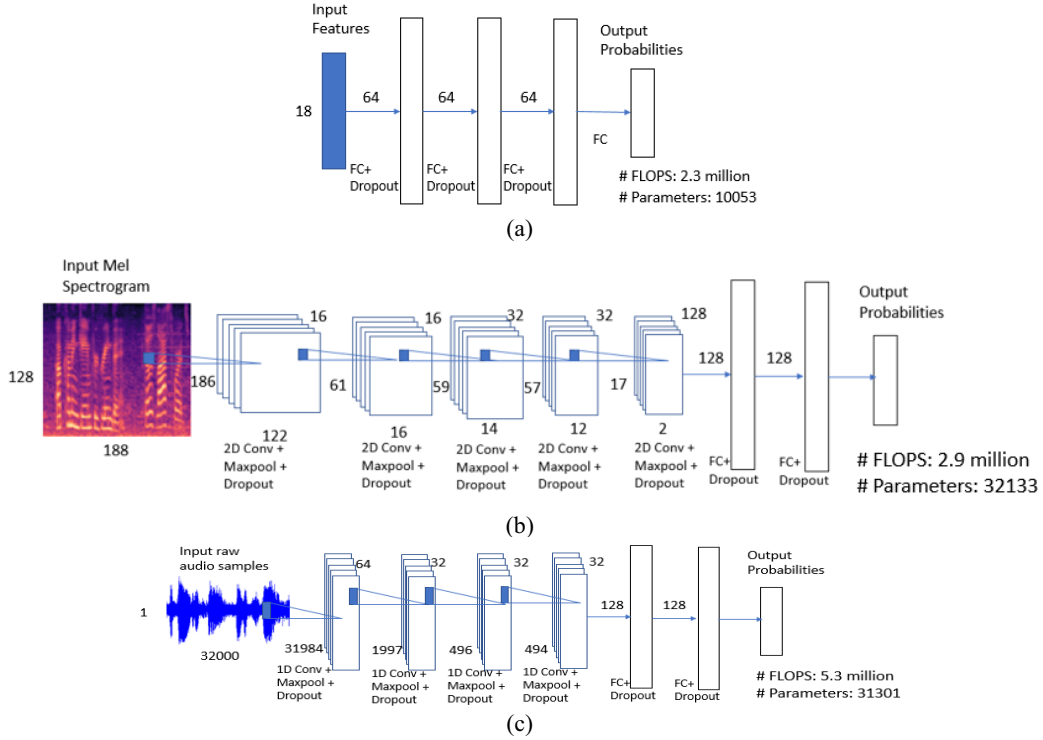 Input
Features
Output
Probabilities
18
64
64
64
FC+
Dropout
FC+
Dropout
FC+
Dropout
FC
# FLOPS: 2.3 million
# Parameters: 10053
(a)
Input Mel
Spectrogram
128
188
186
16
122
2D Conv +
Maxpool +
Dropout
61
16
16
2D Conv +
Maxpool +
Dropout
59
32
14
2D Conv +
Maxpool +
Dropout
57
32
12
2D Conv +
Maxpool +
Dropout
17
128
2
2D Conv +
Maxpool +
Dropout
128
FC+
Dropout
128
FC+
Dropout
Output
Probabilities
# FLOPS: 2.9 million
# Parameters: 32133
(b)
Input raw
audio samples
1
32000
31984
64
1D Conv +
Maxpool +
Dropout
1997
32
1D Conv +
Maxpool +
Dropout
496
32
1D Conv +
Maxpool +
Dropout
494
32
1D Conv +
Maxpool +
Dropout
128
FC+
Dropout
128
FC+
Dropout
Output
Probabilities
# FLOPS: 5.3 million
# Parameters: 31301
(c)